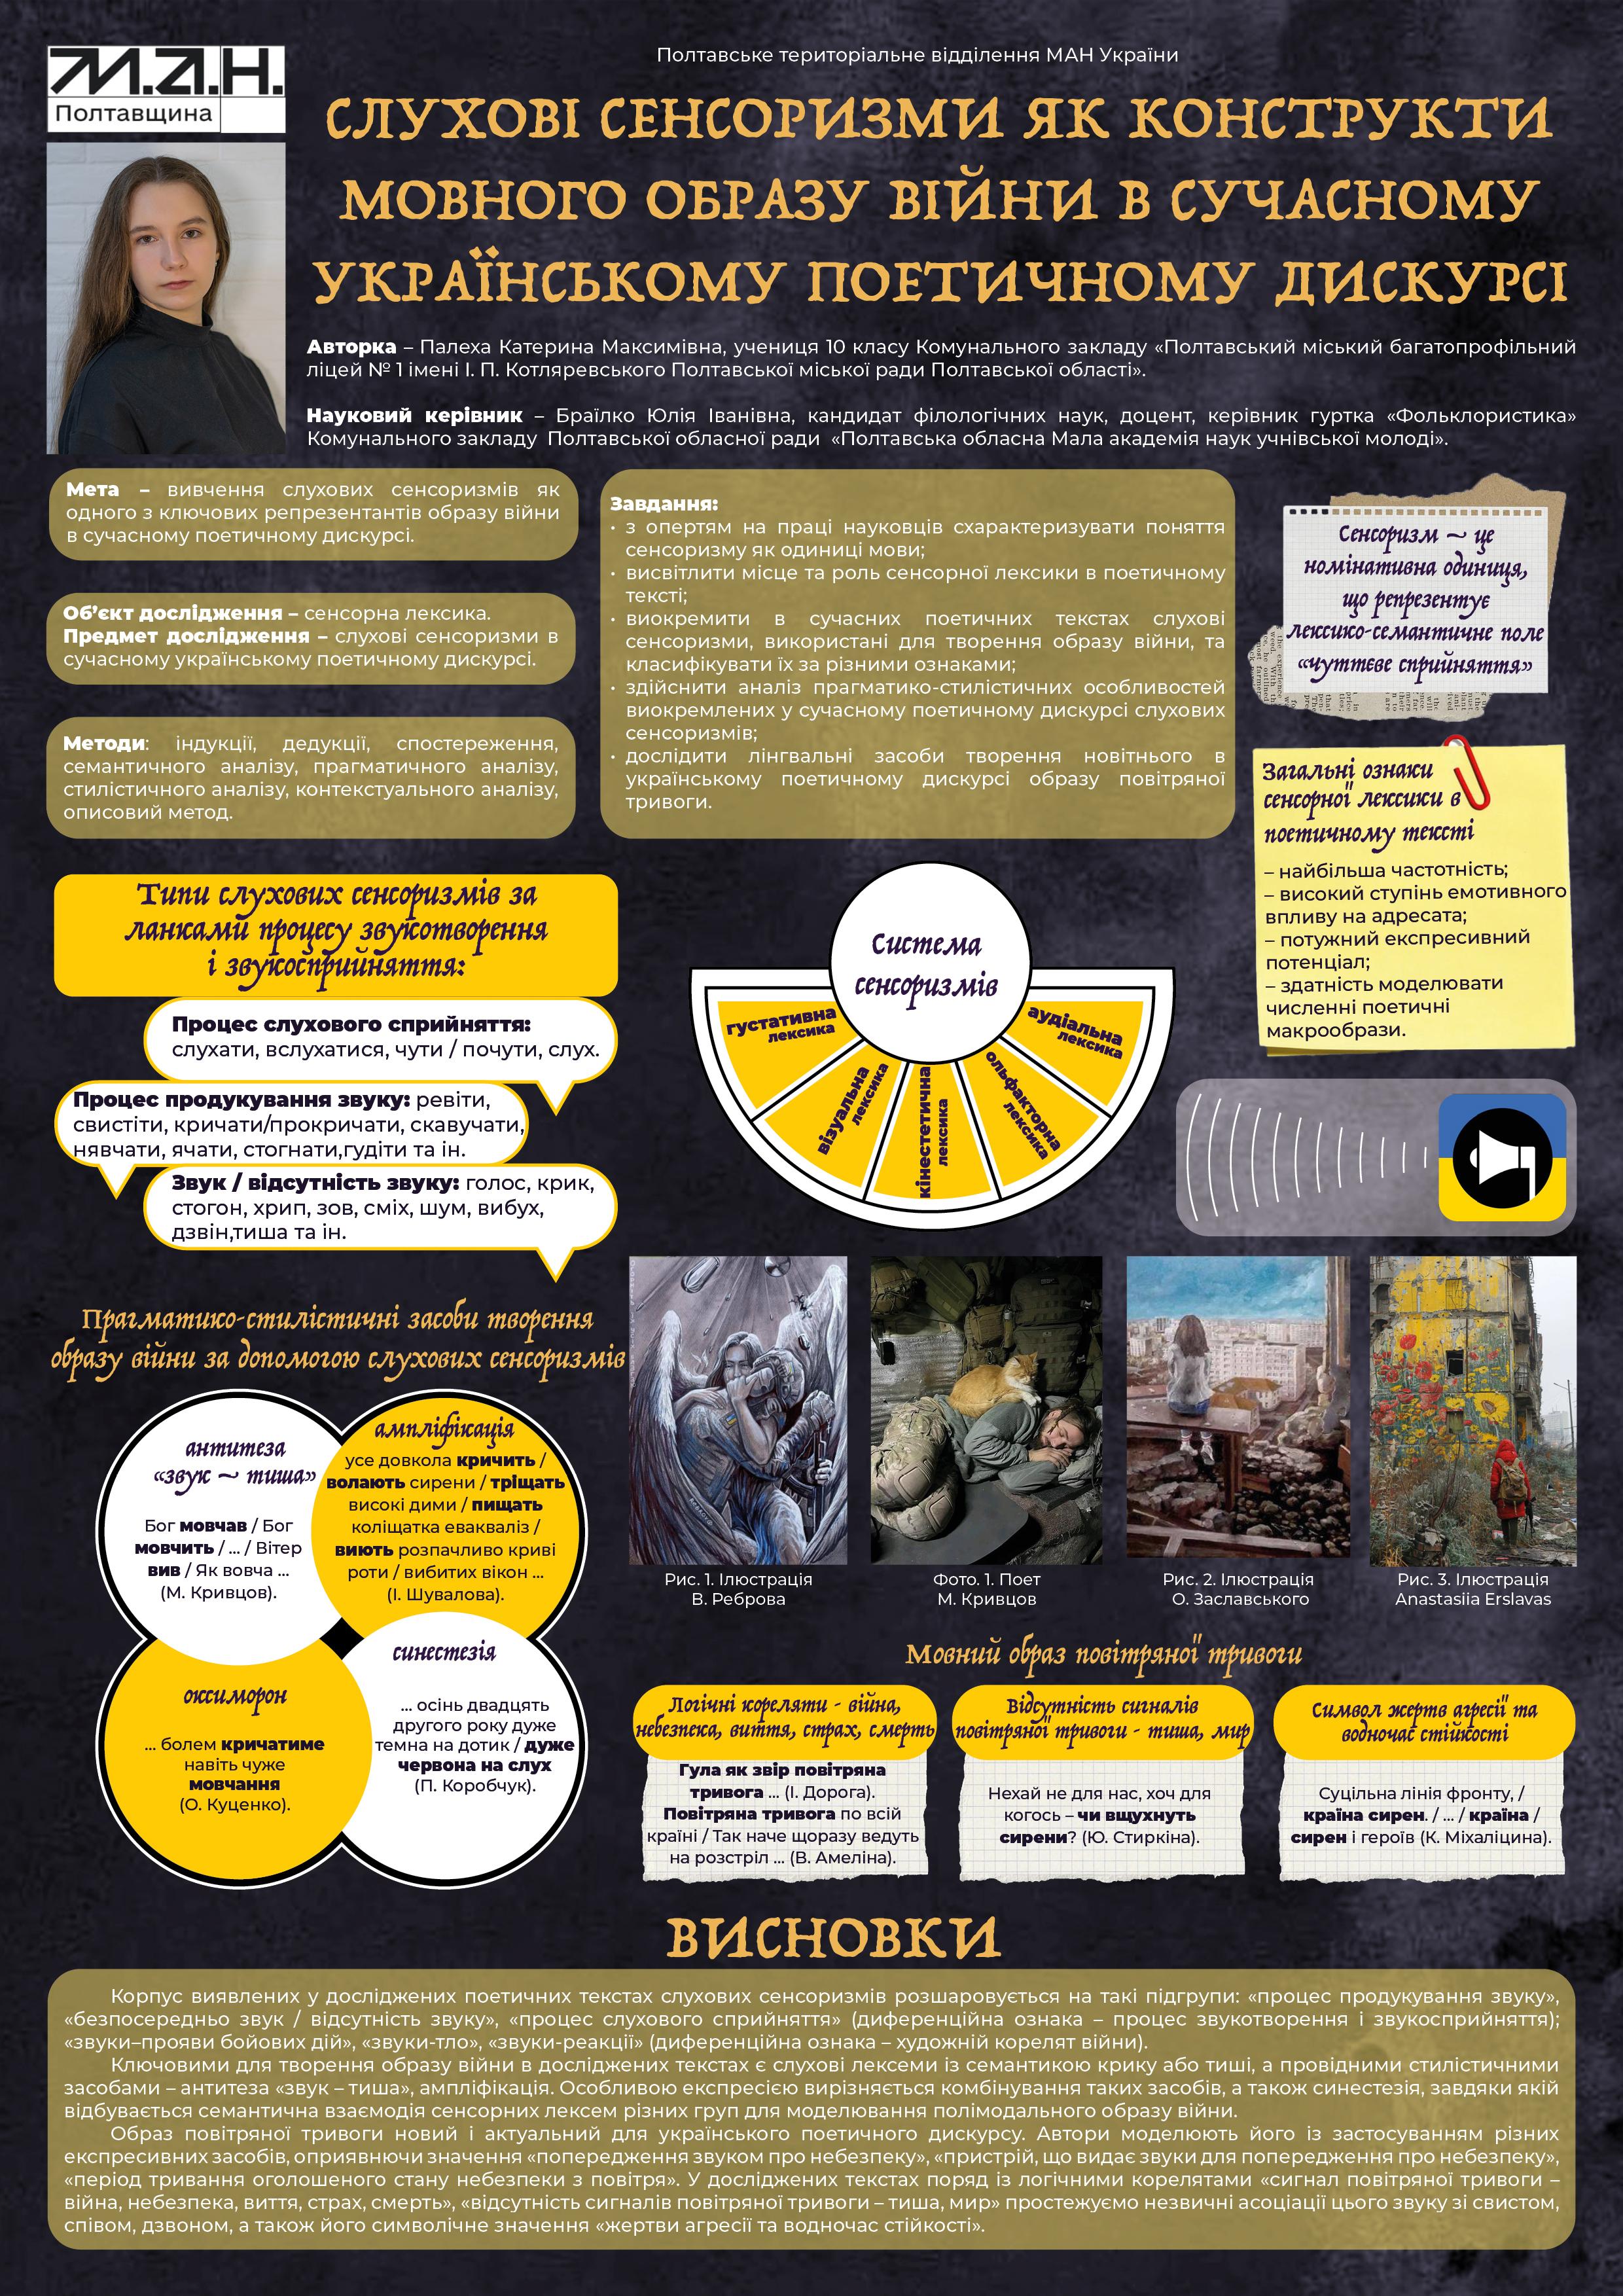 М.А.Н.
Полтавщина
Полтавське територіальне відділення МАН України
СЛУХОВІ СЕНСОРИЗМИ ЯК КОНСТРУКТИ
МОВНОГО ОБРАЗУ ВІЙНИ В СУЧАСНОМУ
УКРАЇНСЬКОМУ ПОЕТИЧНОМУ ДИСКУРСІ
Авторка – Палеха Катерина Максимівна, учениця 10 класу Комунального закладу «Полтавський міський багатопрофільний
ліцей № 1 імені І. П. Котляревського Полтавської міської ради Полтавської області».
Науковий керівник – Браїлко Юлія Іванівна, кандидат філологічних наук, доцент, керівник гуртка «Фольклористика»
Комунального закладу Полтавської обласної ради «Полтавська обласна Мала академія наук учнівської молоді».
Мета – вивчення слухових сенсоризмів як
одного з ключових репрезентантів образу війни
в сучасному поетичному дискурсі.
Об’єкт дослідження – сенсорна лексика.
Предмет дослідження – слухові сенсоризми в
сучасному українському поетичному дискурсі.
Методи: індукції, дедукції, спостереження,
семантичного аналізу, прагматичного аналізу,
стилістичного аналізу, контекстуального аналізу,
описовий метод.
Завдання:
• з опертям на праці науковців схарактеризувати поняття
сенсоризму як одиниці мови;
• висвітлити місце та роль сенсорної лексики в поетичному
тексті;
• виокремити в сучасних поетичних текстах слухові
сенсоризми, використані для творення образу війни, та
класифікувати їх за різними ознаками;
• здійснити аналіз прагматико-стилістичних особливостей
виокремлених у сучасному поетичному дискурсі слухових
сенсоризмів;
• дослідити лінгвальні засоби творення новітнього в
українському поетичному дискурсі образу повітряної
тривоги.
Сенсоризм – це
номінативна одиниця,
що репрезентує
лексико-семантичне поле
«чуттєве сприйняття»
Загальні ознаки
сенсорної лексики в
поетичному тексті
– найбільша частотність;
– високий ступінь емотивного
впливу на адресата;
– потужний експресивний
потенціал;
– здатність моделювати
численні поетичні
макрообрази.
Типи слухових сенсоризмів за
ланками процесу звукотворення
і звукосприйняття:
Процес слухового сприйняття:
слухати, вслухатися, чути / почути, слух.
Процес продукування звуку: ревіти,
свистіти, кричати/прокричати, скавучати,
нявчати, ячати, стогнати,гудіти та ін.
Звук / відсутність звуку: голос, крик,
стогон, хрип, зов, сміх, шум, вибух,
дзвін,тиша та ін.
Система
сенсоризмів
густативна
лексика
візуальна
лексика
кінестетична
лексика
ольфакторна
лексика
аудіальна
лексика
Прагматико-стилістичні засоби творення
образу війни за допомогою слухових сенсоризмів
антитеза
«звук – тиша»
Бог мовчав / Бог
мовчить / ... / Вітер
вив / Як вовча ...
(М. Кривцов).
ампліфікація
усе довкола кричить /
волають сирени / тріщать
високі дими / пищать
коліщатка евакваліз /
виють розпачливо криві
роти / вибитих вікон ...
(І. Шувалова).
оксиморон
... болем кричатиме
навіть чуже
мовчання
(О. Куценко).
синестезія
... осінь двадцять
другого року дуже
темна на дотик / дуже
червона на слух
(П. Коробчук).
Рис. 1. Ілюстрація
В. Реброва
Фото. 1. Поет
М. Кривцов
Рис. 2. Ілюстрація
О. Заславського
Рис. 3. Ілюстрація
Anastasiia Erslavas
Мовний образ повітряної тривоги
Логічні кореляти - війна,
небезпека, виття, страх, смерть
Гула як звір повітряна
тривога ... (І. Дорога).
Повітряна тривога по всій
країні / Так наче щоразу ведуть
на розстріл ... (В. Амеліна).
Відсутність сигналів
повітряної тривоги - тиша, мир
Нехай не для нас, хоч для
когось – чи вщухнуть
сирени? (Ю. Стиркіна).
Символ жертв агресії та
водночас стійкості
Суцільна лінія фронту, /
країна сирен. / ... / країна /
сирен і героїв (К. Міхаліцина).
ВИСНОВКИ
Корпус виявлених у досліджених поетичних текстах слухових сенсоризмів розшаровується на такі підгрупи: «процес продукування звуку»,
«безпосередньо звук / відсутність звуку», «процес слухового сприйняття» (диференційна ознака – процес звукотворення і звукосприйняття);
«звуки–прояви бойових дій», «звуки-тло», «звуки-реакції» (диференційна ознака – художній корелят війни).
Ключовими для творення образу війни в досліджених текстах є слухові лексеми із семантикою крику або тиші, а провідними стилістичними
засобами – антитеза «звук – тиша», ампліфікація. Особливою експресією вирізняється комбінування таких засобів, а також синестезія, завдяки якій
відбувається семантична взаємодія сенсорних лексем різних груп для моделювання полімодального образу війни.
Образ повітряної тривоги новий і актуальний для українського поетичного дискурсу. Автори моделюють його із застосуванням різних
експресивних засобів, оприявнюючи значення «попередження звуком про небезпеку», «пристрій, що видає звуки для попередження про небезпеку»,
«період тривання оголошеного стану небезпеки з повітря». У досліджених текстах поряд із логічними корелятами «сигнал повітряної тривоги –
війна, небезпека, виття, страх, смерть», «відсутність сигналів повітряної тривоги – тиша, мир» простежуємо незвичні асоціації цього звуку зі свистом,
співом, дзвоном, а також його символічне значення «жертви агресії та водночас стійкості».